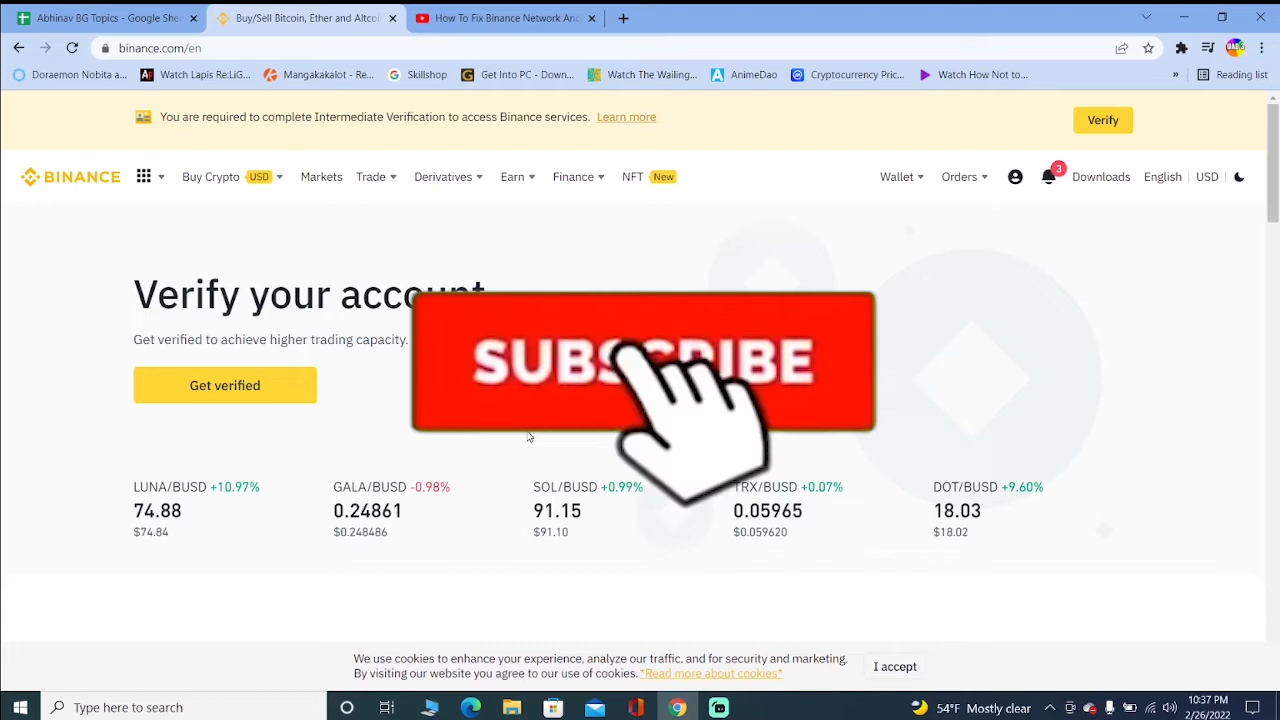 Abhinav BG Topics - Google She
Buy/Sell Bitcoin, Ether and Altco
How To Fix Binance Network And
binance.com/en
Doraemon Nobita a...
Watch Lapis Re:LiG...
Mangakakalot - Re...
Skillshop
Get Into PC - Down...
Watch The Wailing...
AnimeDao
Cryptocurrency Pric...
Watch How Not to...
»
Reading list
You are required to complete Intermediate Verification to access Binance services. Learn more
Verify
BINANCE
Buy Crypto USD
Markets
Trade
Derivatives
Earn
Finance
NFT New
Wallet
Orders
3
Downloads
English
USD
Verify your account
Get verified to achieve higher trading capacity.
Get verified
SUBSCRIBE
LUNA/BUSD +10.97%
74.88
$74.84
GALA/BUSD -0.98%
0.24861
$0.248486
SOL/BUSD +0.99%
91.15
$91.10
TRX/BUSD +0.07%
0.05965
$0.059620
DOT/BUSD +9.60%
18.03
$18.02
We use cookies to enhance your experience, analyze our traffic, and for security and marketing.
By visiting our website you agree to our use of cookies. *Read more about cookies*
I accept
Type here to search
54°F Mostly clear
10:37 PM
2/26/2022